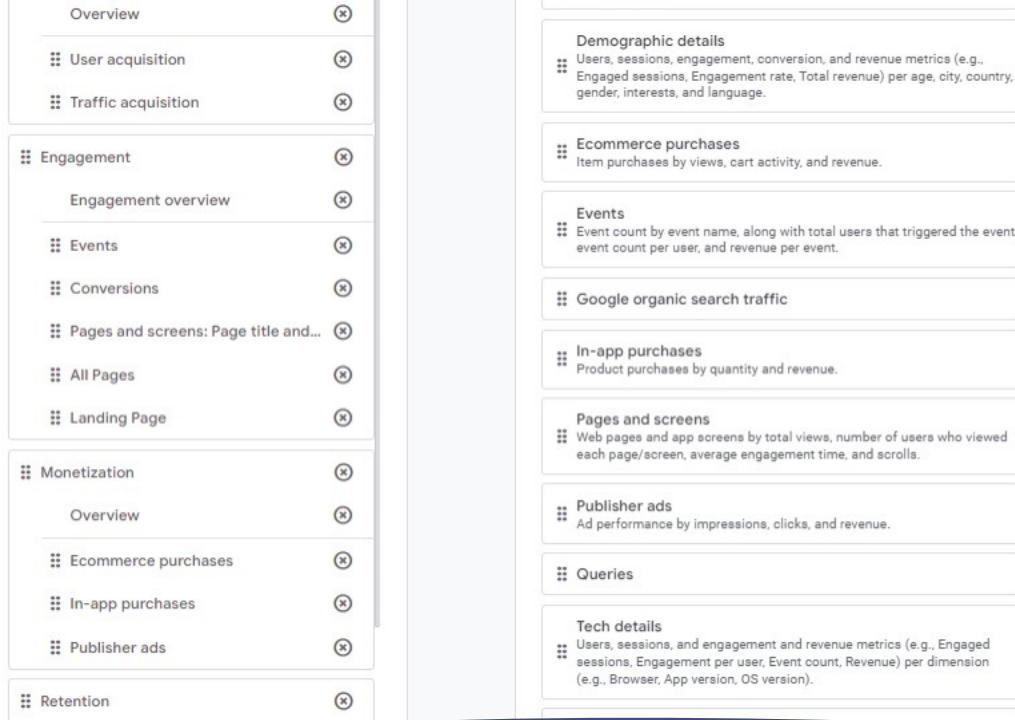 Overview
User acquisition
Traffic acquisition
Engagement
Engagement overview
Events
Conversions
Pages and screens: Page title and...
All Pages
Landing Page
Monetization
Overview
Ecommerce purchases
In-app purchases
Publisher ads
Retention
Demographic details
Users, sessions, engagement, conversion, and revenue metrics (e.g.,
Engaged sessions, Engagement rate, Total revenue) per age, city, country,
gender, interests, and language.
Ecommerce purchases
Item purchases by views, cart activity, and revenue.
Events
Event count by event name, along with total users that triggered the event
event count per user, and revenue per event.
Google organic search traffic
In-app purchases
Product purchases by quantity and revenue.
Pages and screens
Web pages and app screens by total views, number of users who viewed
each page/screen, average engagement time, and scrolls.
Publisher ads
Ad performance by impressions, clicks, and revenue.
Queries
Tech details
Users, sessions, and engagement and revenue metrics (e.g., Engaged
sessions, Engagement per user, Event count, Revenue) per dimension
(e.g., Browser, App version, OS version).